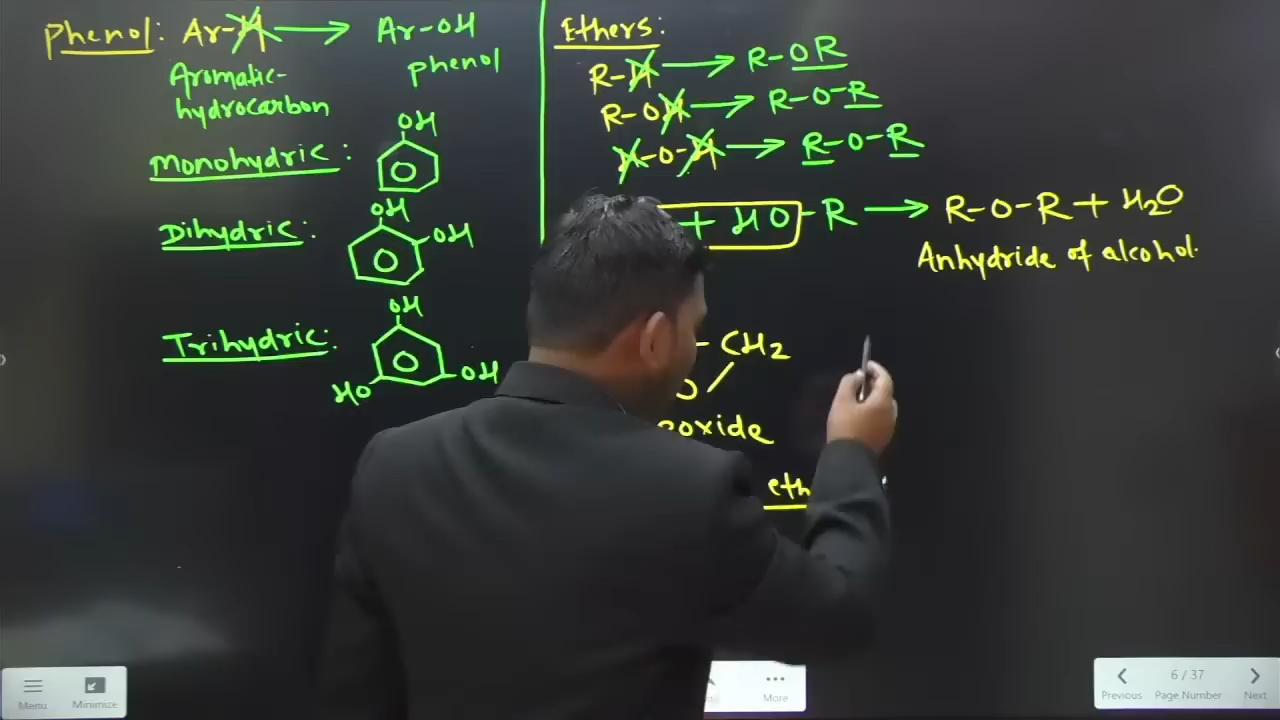 Phenol: Ar-H → Ar-OH
Aromatic-
hydrocarbon
phenol
OH
Monohydric:
OH
Dihydric:
OH
OH
Trihydric:
OH
HO
Ethers:
R-H → R-OR
R-OH → R-O-R
H-O-H → R-O-R
+ HO-R → R-O-R + H2O
Anhydride of alcohol.
- CH2
O
Menu
Minimize
More
Previous
6 / 37
Page Number
Next